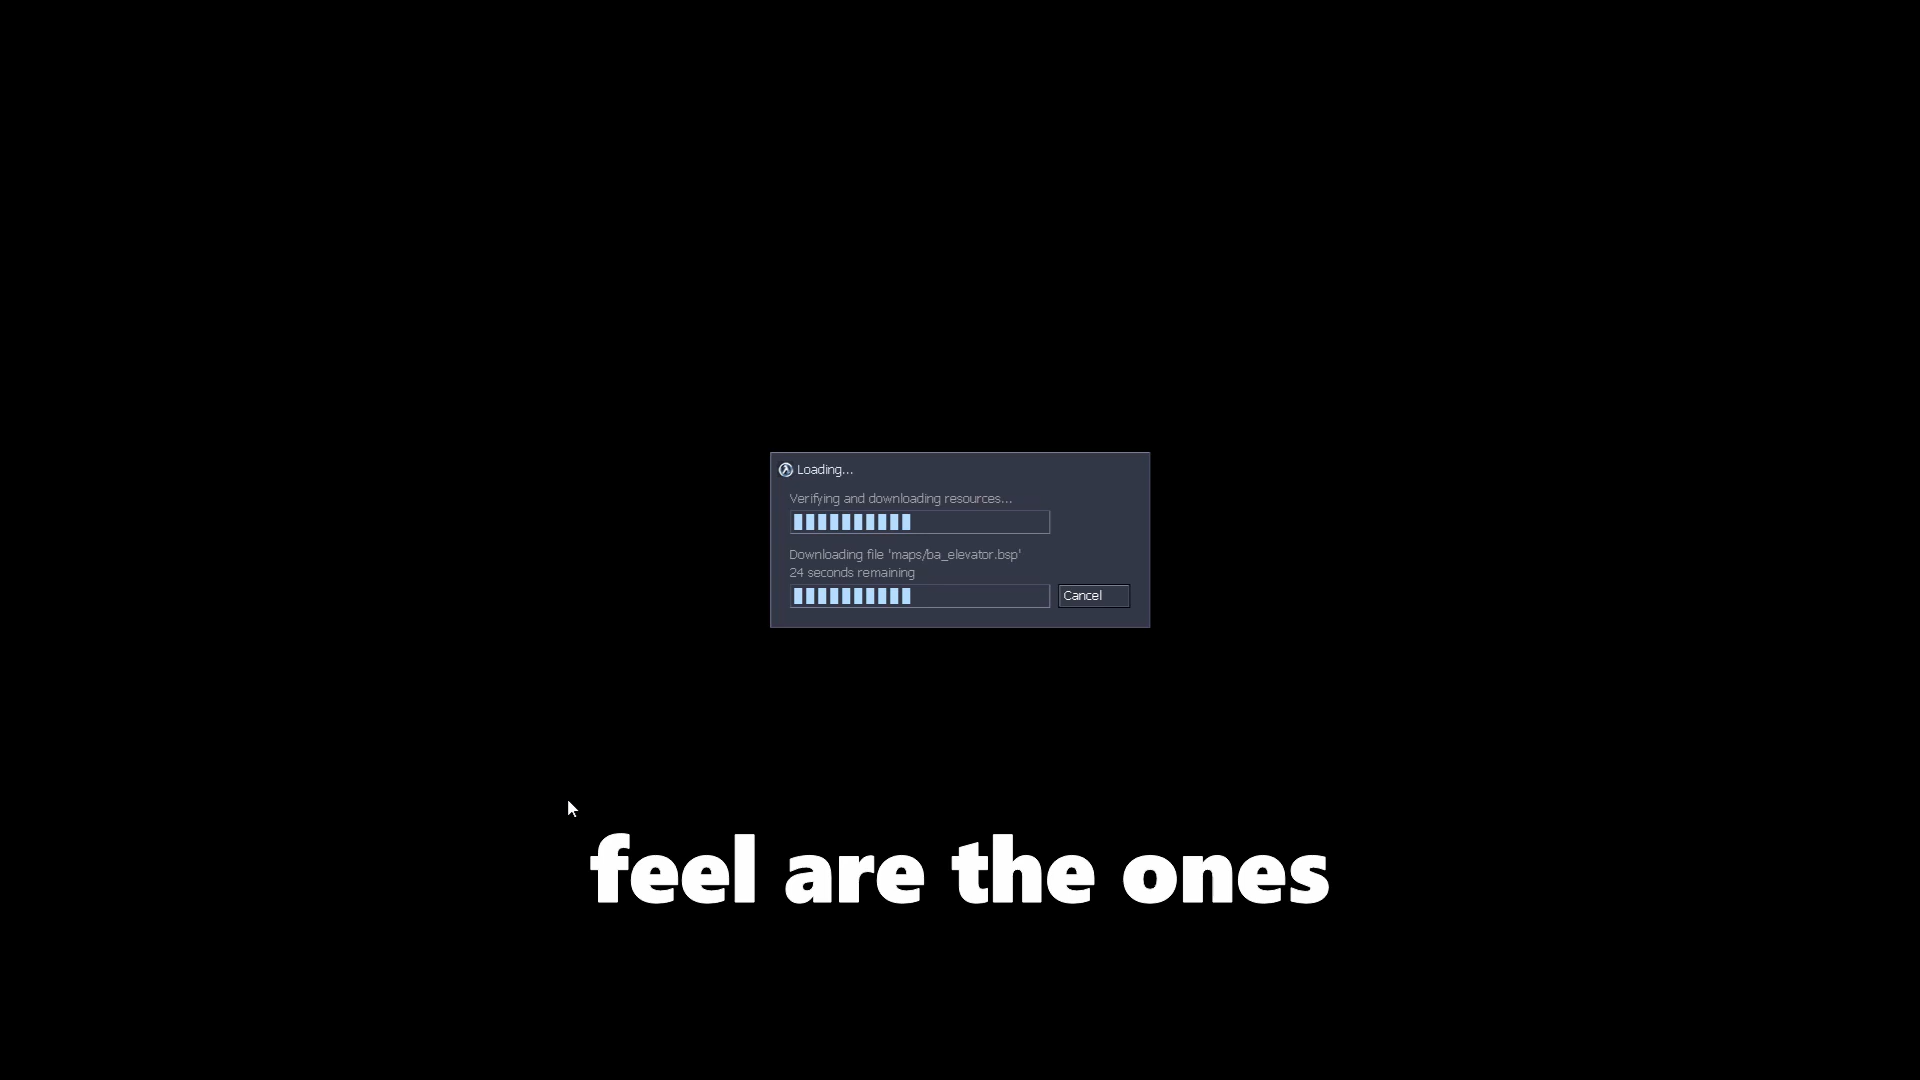 Loading...
Verifying and downloading resources...
Downloading file 'maps/ba_elevator.bsp'
24 seconds remaining
Cancel
feel are the ones